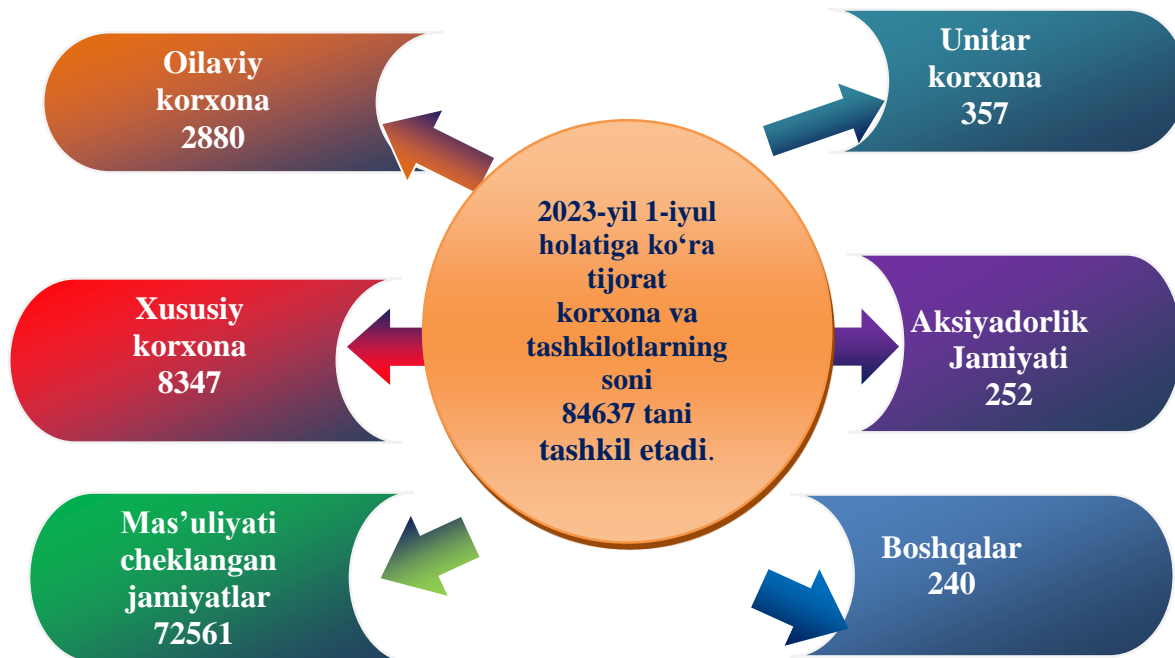 Oilaviy
korxona
2880
Unitar
korxona
357
2023-yil 1-iyul
holatiga ko‘ra
tijorat
korxona va
tashkilotlarning
soni
84637 tani
tashkil etadi.
Xususiy
korxona
8347
Aksiyadorlik
Jamiyati
252
Mas’uliyati
cheklangan
jamiyatlar
72561
Boshqalar
240